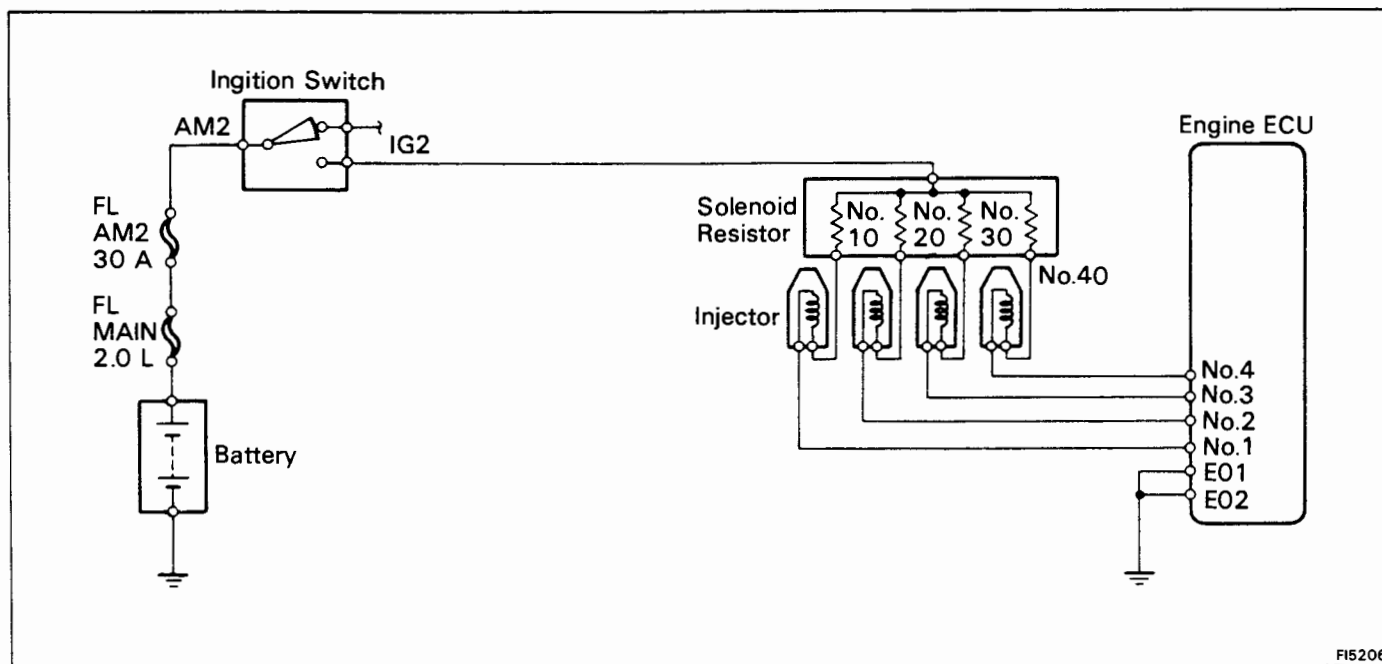 Ingition Switch
AM2
IG2
FL
AM2
30 A
FL
MAIN
2.0 L
Battery
Solenoid
Resistor
No.
10
No.
20
No.
30
No.40
Injector
Engine ECU
No.4
No.3
No.2
No.1
E01
E02
FI5206